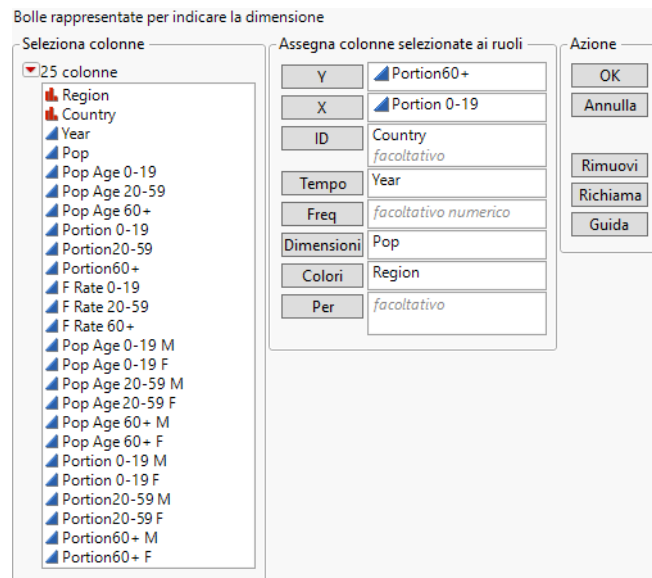 Bolle rappresentate per indicare la dimensione
Seleziona colonne
25 colonne
Region
Country
Year
Pop
Pop Age 0-19
Pop Age 20-59
Pop Age 60+
Portion 0-19
Portion20-59
Portion60+
F Rate 0-19
F Rate 20-59
F Rate 60+
Pop Age 0-19 M
Pop Age 0-19 F
Pop Age 20-59 M
Pop Age 20-59 F
Pop Age 60+ M
Pop Age 60+ F
Portion 0-19 M
Portion 0-19 F
Portion20-59 M
Portion20-59 F
Portion60+ M
Portion60+ F
Assegna colonne selezionate ai ruoli
Y Portion60+
X Portion 0-19
ID Country
facoltativo
Tempo Year
Freq facoltativo numerico
Dimensioni Pop
Colori Region
Per facoltativo
Azione
OK
Annulla
Rimuovi
Richiama
Guida